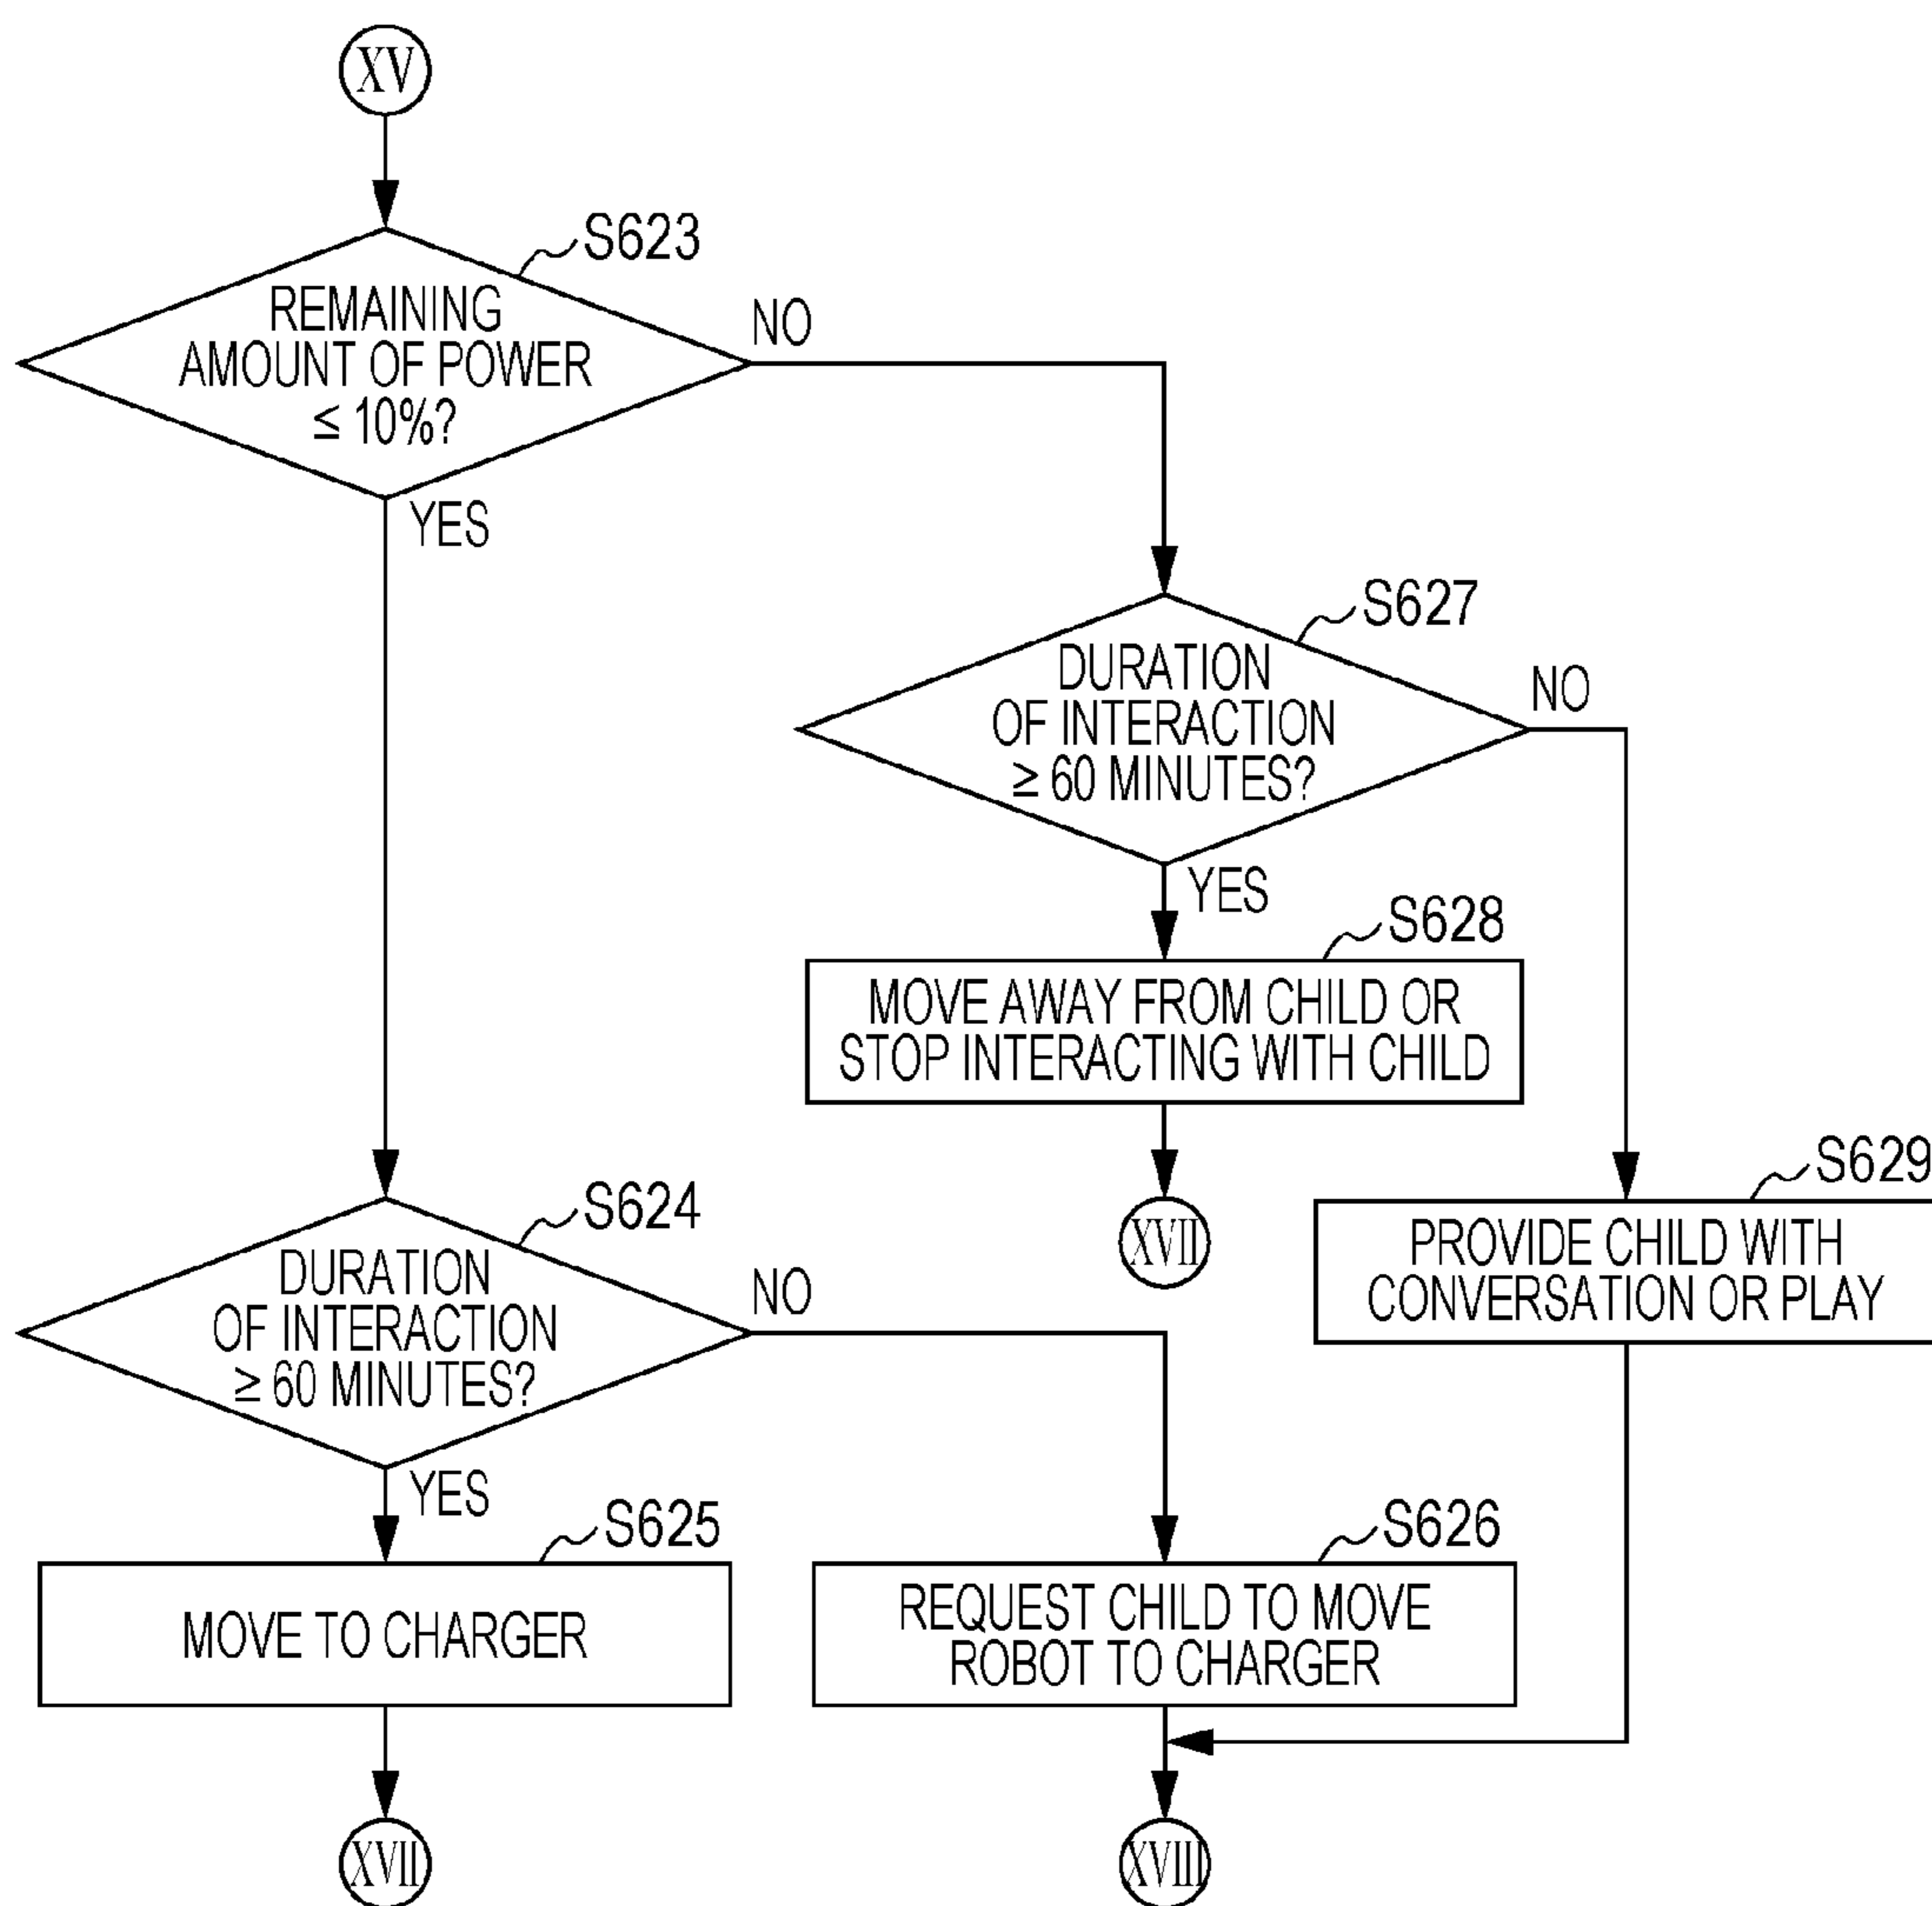 XV
S623
REMAINING
AMOUNT OF POWER
≤ 10%?
NO
YES
S627
DURATION
OF INTERACTION
≥ 60 MINUTES?
NO
YES
S628
MOVE AWAY FROM CHILD OR
STOP INTERACTING WITH CHILD
XVII
S629
PROVIDE CHILD WITH
CONVERSATION OR PLAY
S624
DURATION
OF INTERACTION
≥ 60 MINUTES?
NO
YES
S625
MOVE TO CHARGER
S626
REQUEST CHILD TO MOVE
ROBOT TO CHARGER
XVII
XVIII